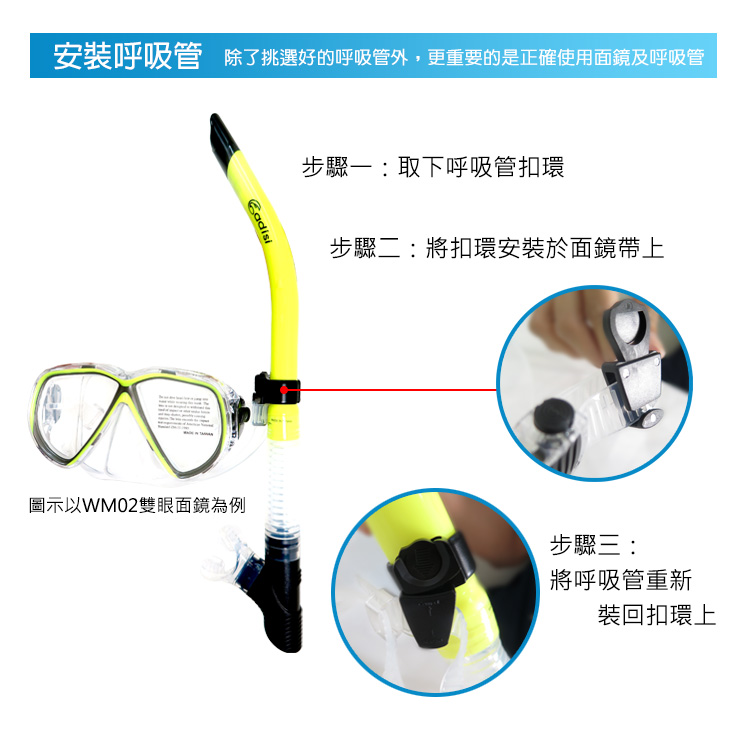 安裝呼吸管 除了挑選好的呼吸管外，更重要的是正確使用面鏡及呼吸管
步驟一：取下呼吸管扣環
adisi
步驟二：將扣環安裝於面鏡帶上
MADE IN TAIWAN
圖示以WM02雙眼面鏡為例
步驟三：
將呼吸管重新
裝回扣環上